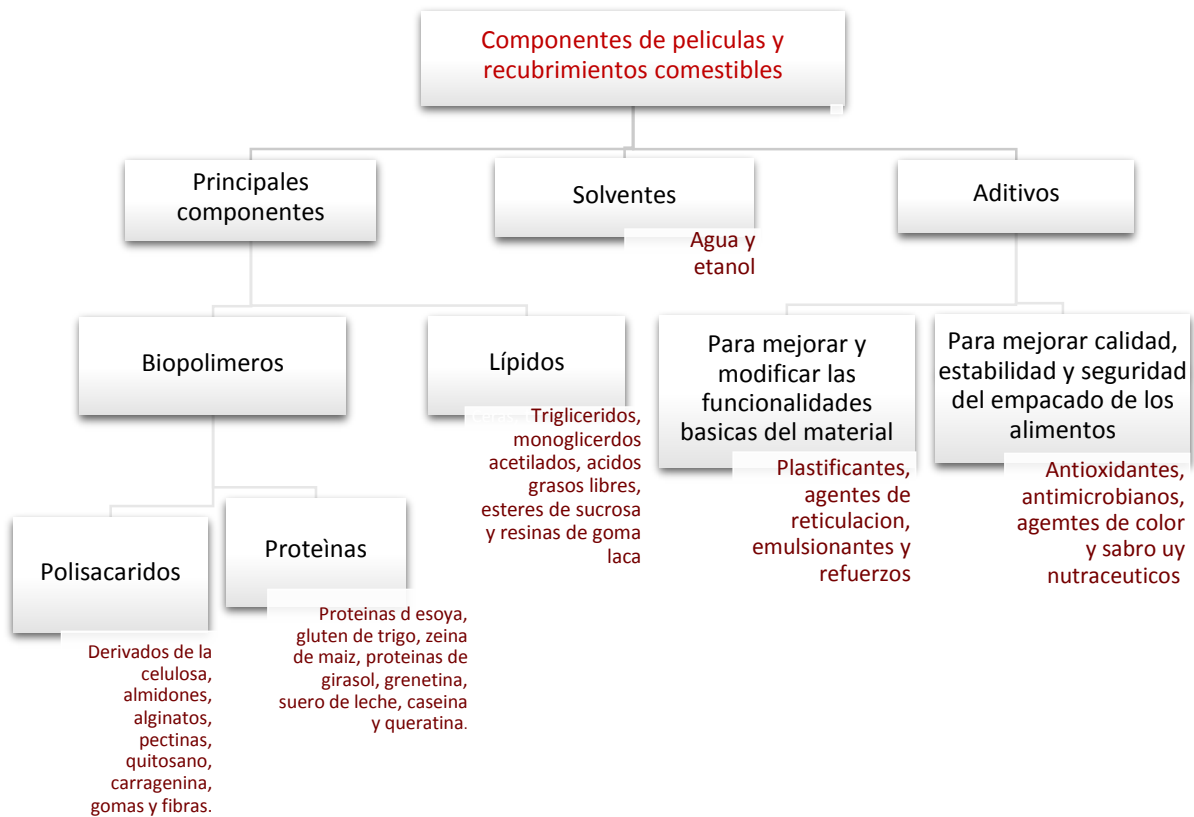 Componentes de peliculas y
recubrimientos comestibles
Principales
componentes
Solventes
Agua y
etanol
Aditivos
Biopolimeros
Lípidos
Trigliceridos,
monoglicerdos
acetilados, acidos
grasos libres,
esteres de sucrosa
y resinas de goma
laca
Para mejorar y
modificar las
funcionalidades
basicas del material
Plastificantes,
agentes de
reticulacion,
emulsionantes y
refuerzos
Para mejorar calidad,
estabilidad y seguridad
del empacado de los
alimentos
Antioxidantes,
antimicrobianos,
agemtes de color
y sabro uy
nutraceuticos
Polisacaridos
Derivados de la
celulosa,
almidones,
alginatos,
pectinas,
quitosano,
carragenina,
gomas y fibras.
Proteìnas
Proteinas d esoya,
gluten de trigo, zeina
de maiz, proteinas de
girasol, grenetina,
suero de leche, caseina
y queratina.